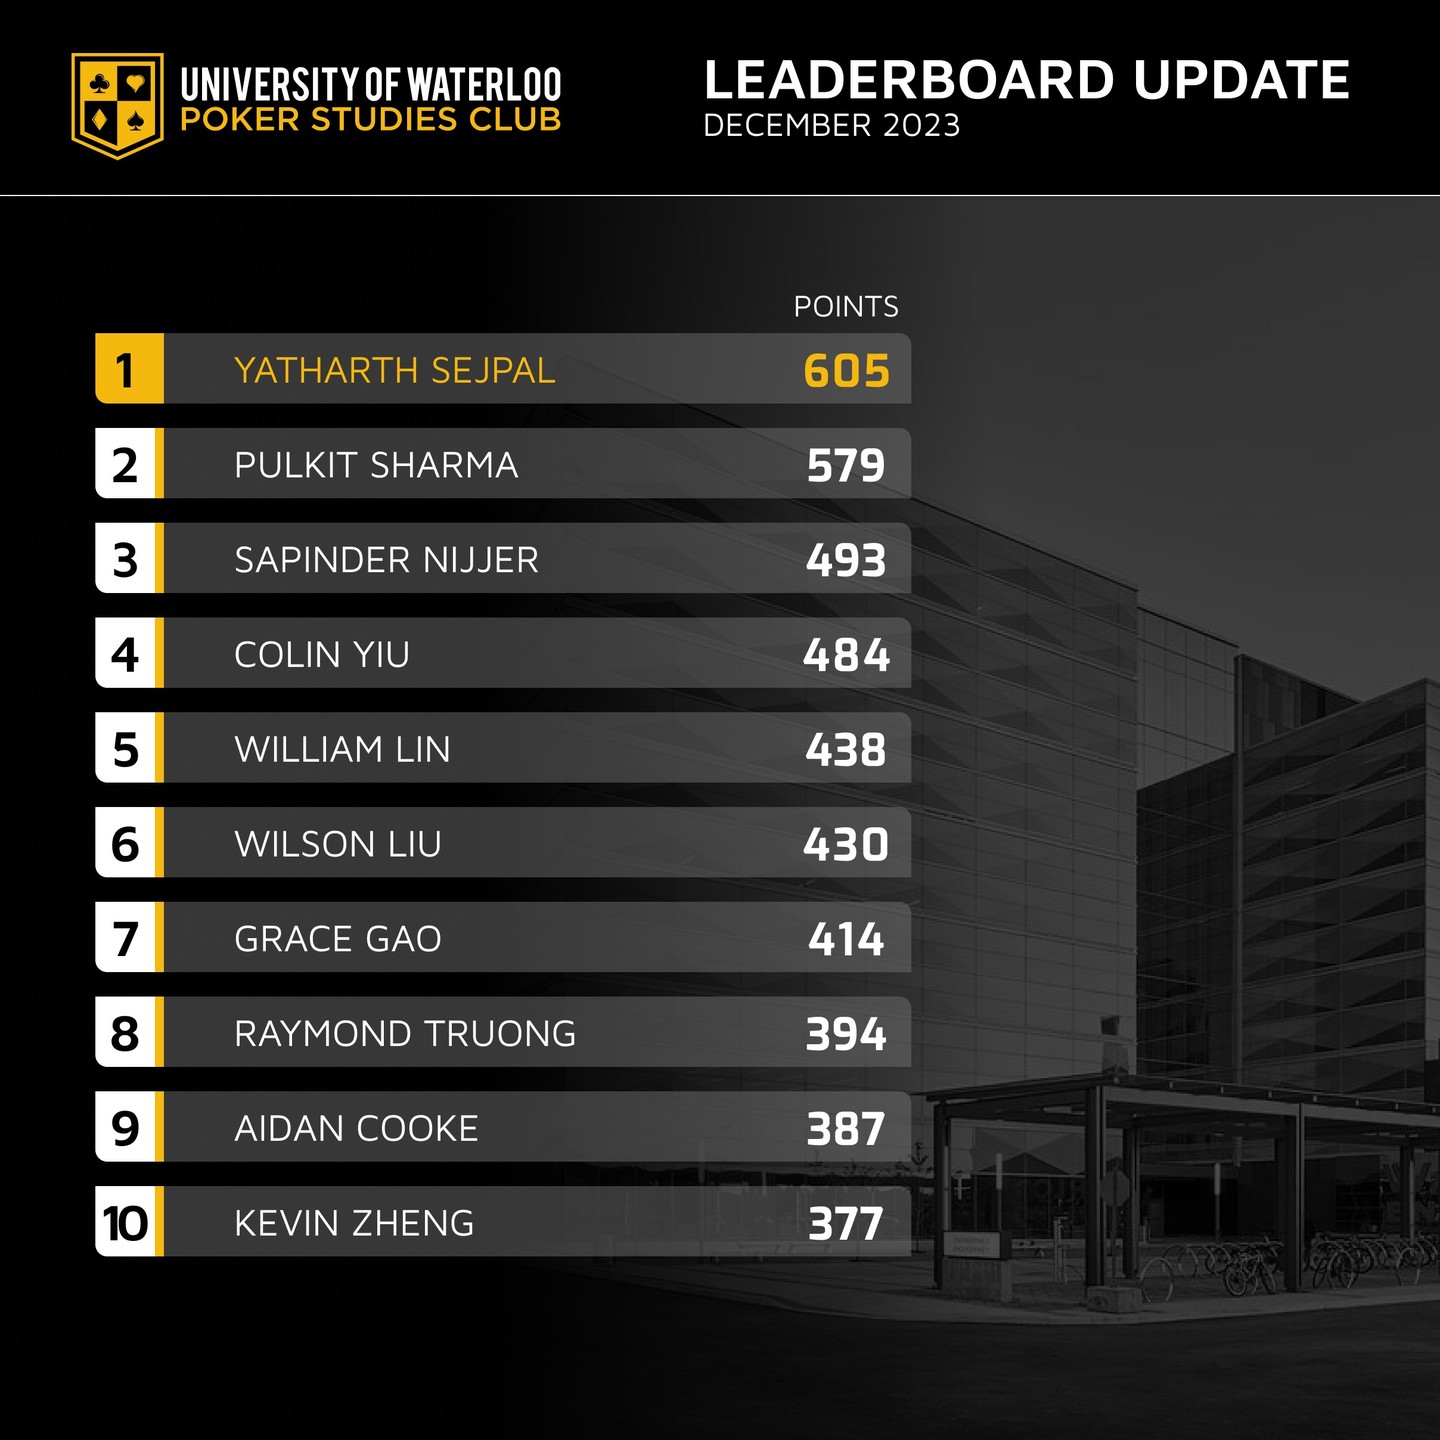 UNIVERSITY OF WATERLOO
POKER STUDIES CLUB
LEADERBOARD UPDATE
DECEMBER 2023
POINTS
1 YATHARTH SEJPAL 605
2 PULKIT SHARMA 579
3 SAPINDER NIJJER 493
4 COLIN YIU 484
5 WILLIAM LIN 438
6 WILSON LIU 430
7 GRACE GAO 414
8 RAYMOND TRUONG 394
9 AIDAN COOKE 387
10 KEVIN ZHENG 377